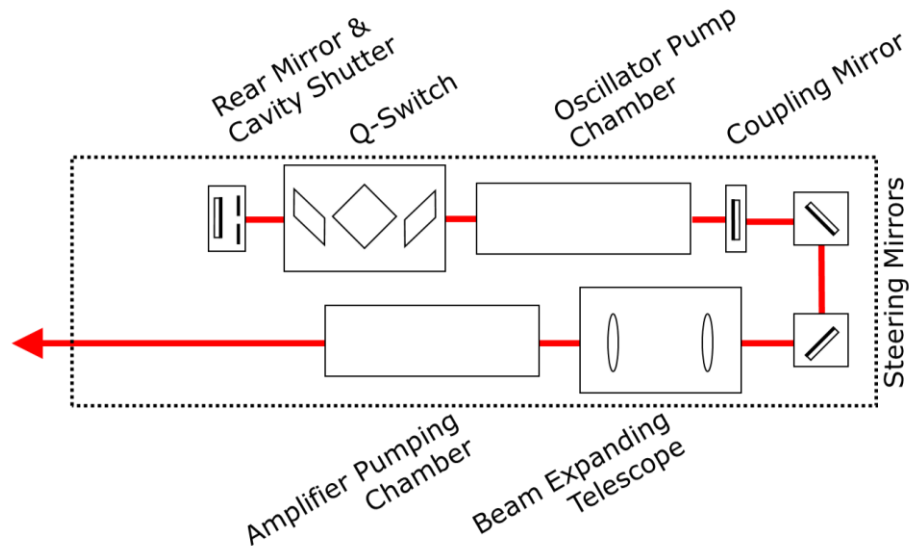 Rear Mirror &
Cavity Shutter
Q-Switch
Oscillator Pump
Chamber
Coupling Mirror
Steering Mirrors
Amplifier Pumping
Chamber
Beam Expanding
Telescope